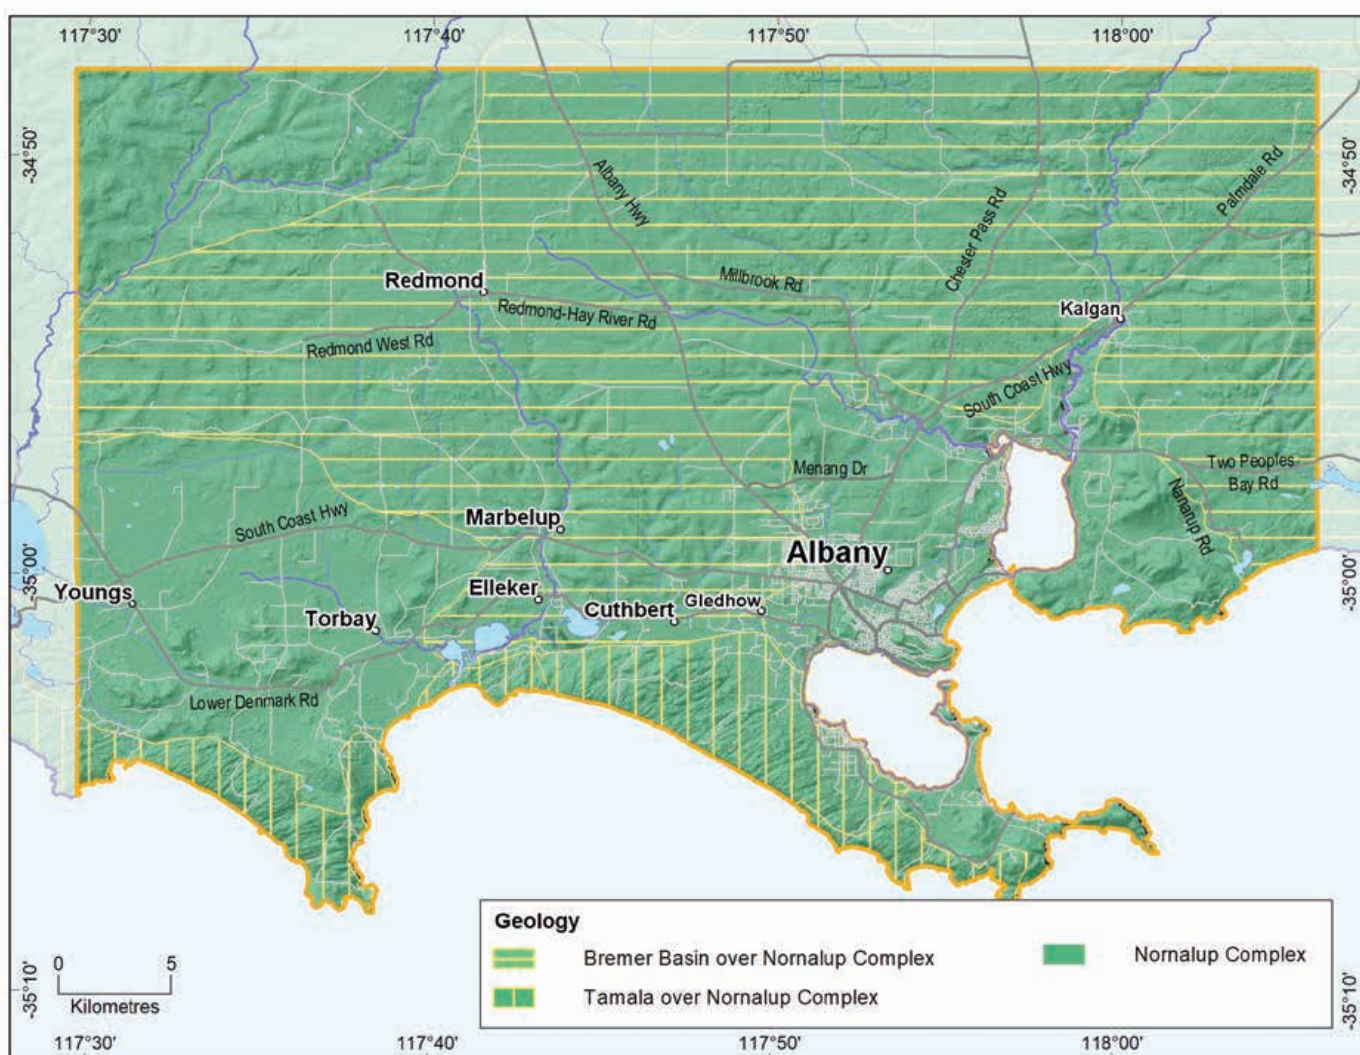 117°30'
117°40'
117°50'
118°00'
-34°50'
-34°50'
Albany Hwy
Palmdale Rd
Chester Pass Rd
Redmond
Millbrook Rd
Kalgan
Redmond-Hay River Rd
Redmond West Rd
South Coast Hwy
Menang Dr
Two Peoples
Bay Rd
Nanarup Rd
South Coast Hwy
Marbelup
Albany
-35°00'
-35°00'
Youngs
Elleker
Torbay
Cuthbert
Gledhow
Lower Denmark Rd
Geology
Bremer Basin over Nornalup Complex
Nornalup Complex
Tamala over Nornalup Complex
0
5
Kilometres
-35°10'
-35°10'
117°30'
117°40'
117°50'
118°00'